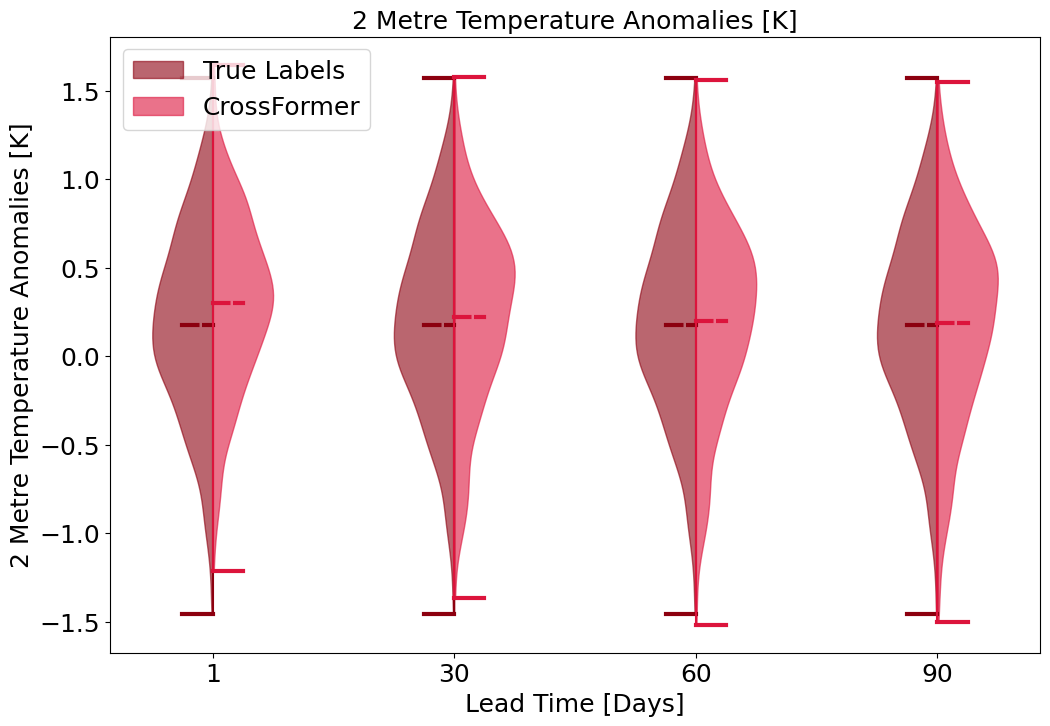 2 Metre Temperature Anomalies [K]
True Labels
CrossFormer
2 Metre Temperature Anomalies [K]
1.5
1.0
0.5
0.0
−0.5
−1.0
−1.5
1 30 60 90
Lead Time [Days]